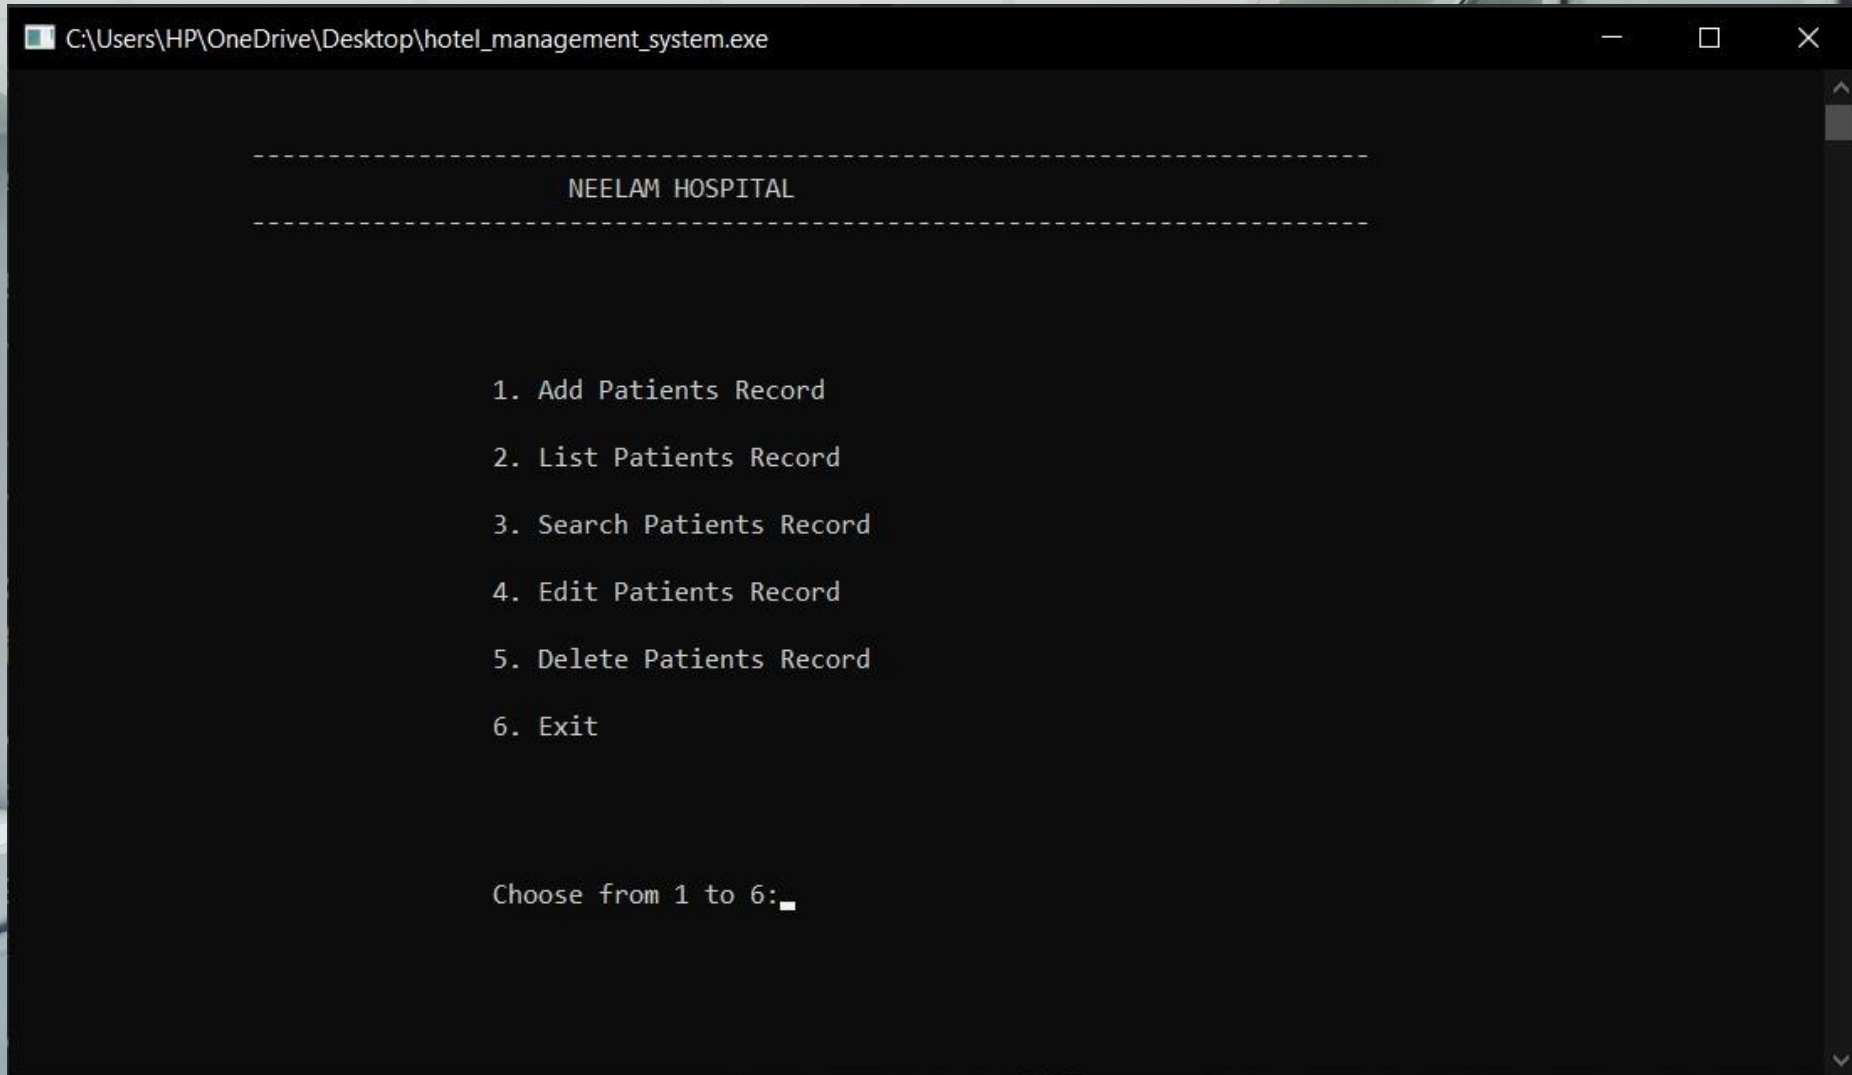 C:\Users\HP\OneDrive\Desktop\hotel_management_system.exe
--------------------------------------------------------------------------
NEELAM HOSPITAL
--------------------------------------------------------------------------
1. Add Patients Record
2. List Patients Record
3. Search Patients Record
4. Edit Patients Record
5. Delete Patients Record
6. Exit
Choose from 1 to 6: